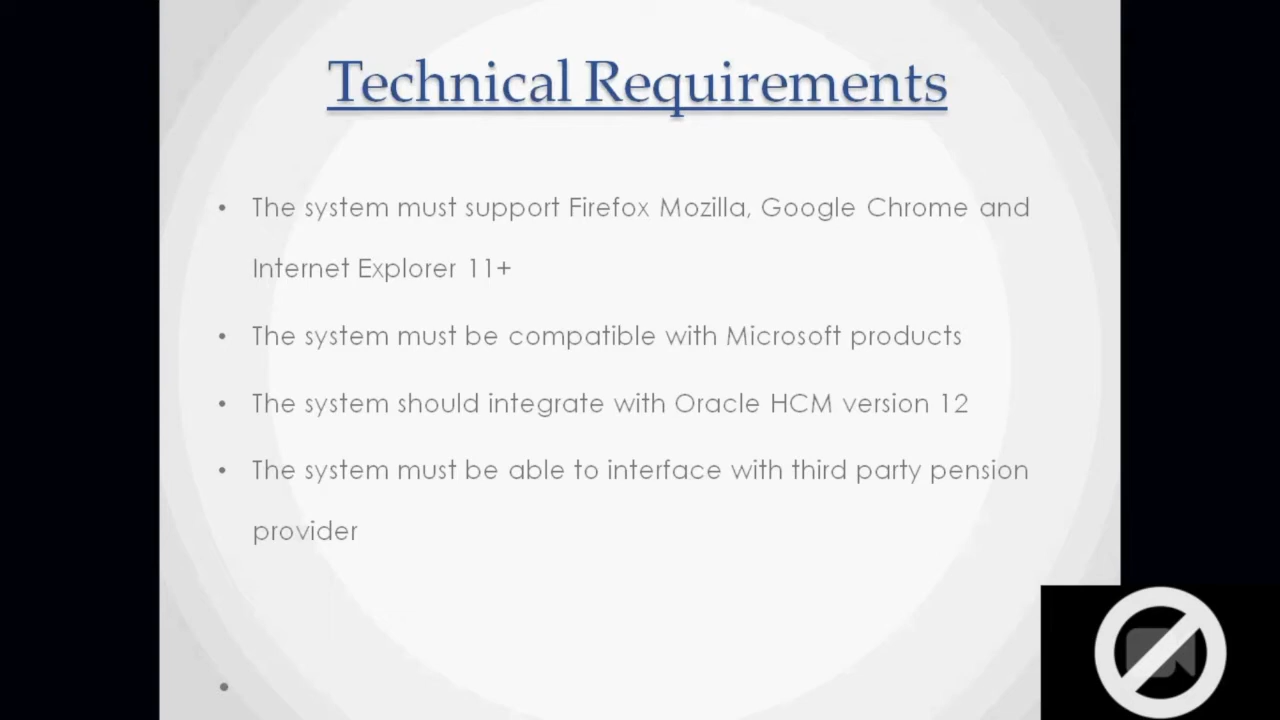 Technical Requirements
• The system must support Firefox Mozilla, Google Chrome and
Internet Explorer 11+
• The system must be compatible with Microsoft products
• The system should integrate with Oracle HCM version 12
• The system must be able to interface with third party pension
provider
•